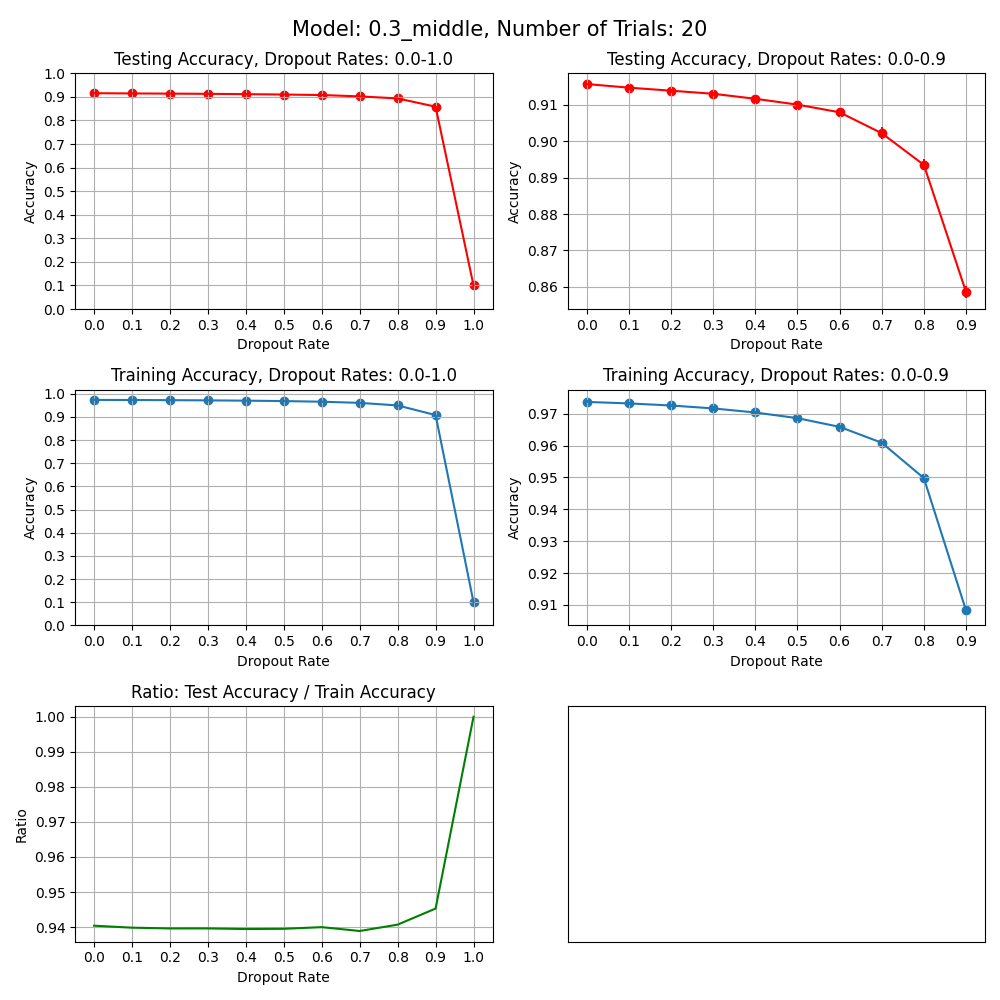 Model: 0.3_middle, Number of Trials: 20
Testing Accuracy, Dropout Rates: 0.0-1.0
1.0
0.9
0.8
0.7
0.6
0.5
0.4
0.3
0.2
0.1
0.0
Accuracy
0.0 0.1 0.2 0.3 0.4 0.5 0.6 0.7 0.8 0.9 1.0
Dropout Rate
Testing Accuracy, Dropout Rates: 0.0-0.9
0.91
0.90
0.89
0.88
0.87
0.86
Accuracy
0.0 0.1 0.2 0.3 0.4 0.5 0.6 0.7 0.8 0.9
Dropout Rate
Training Accuracy, Dropout Rates: 0.0-1.0
1.0
0.9
0.8
0.7
0.6
0.5
0.4
0.3
0.2
0.1
0.0
Accuracy
0.0 0.1 0.2 0.3 0.4 0.5 0.6 0.7 0.8 0.9 1.0
Dropout Rate
Training Accuracy, Dropout Rates: 0.0-0.9
0.97
0.96
0.95
0.94
0.93
0.92
0.91
Accuracy
0.0 0.1 0.2 0.3 0.4 0.5 0.6 0.7 0.8 0.9
Dropout Rate
Ratio: Test Accuracy / Train Accuracy
1.00
0.99
0.98
0.97
0.96
0.95
0.94
Ratio
0.0 0.1 0.2 0.3 0.4 0.5 0.6 0.7 0.8 0.9 1.0
Dropout Rate